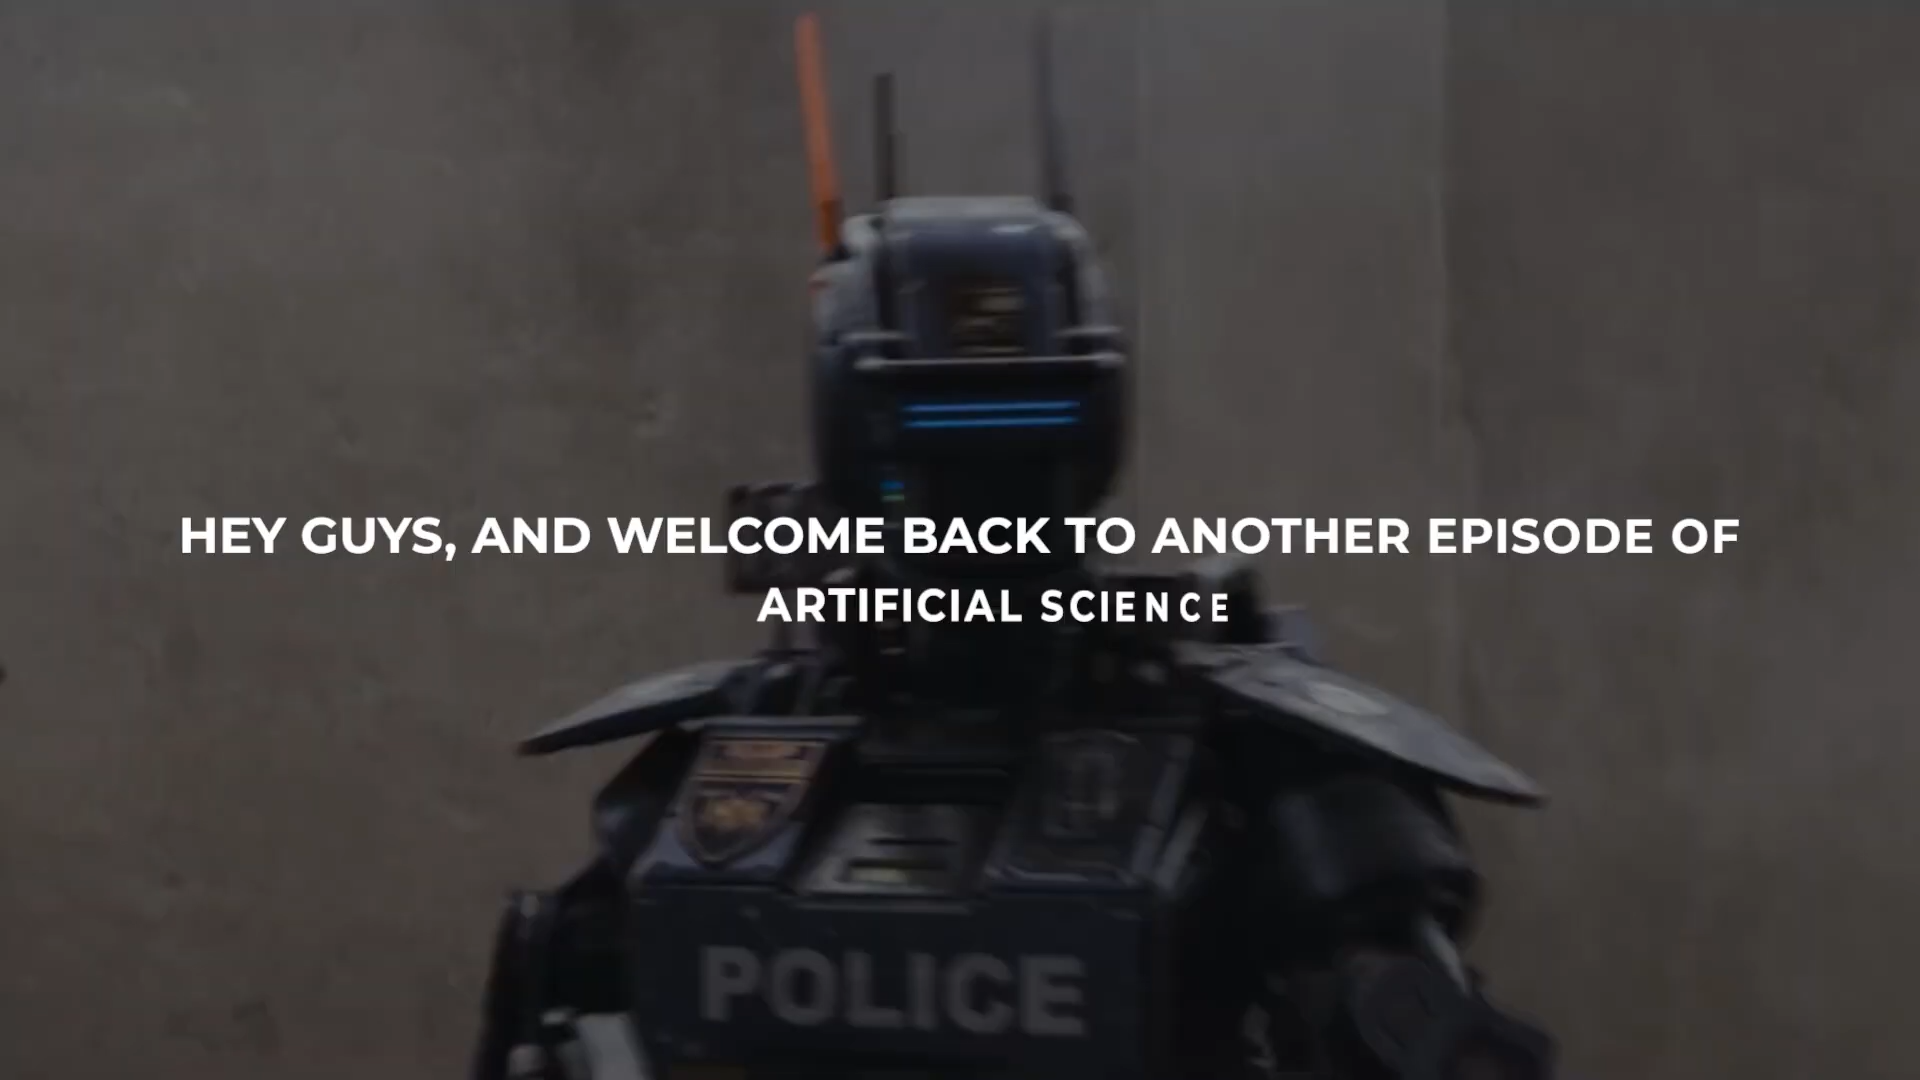 HEY GUYS, AND WELCOME BACK TO ANOTHER EPISODE OF
ARTIFICIAL SCIENCE
POLICE